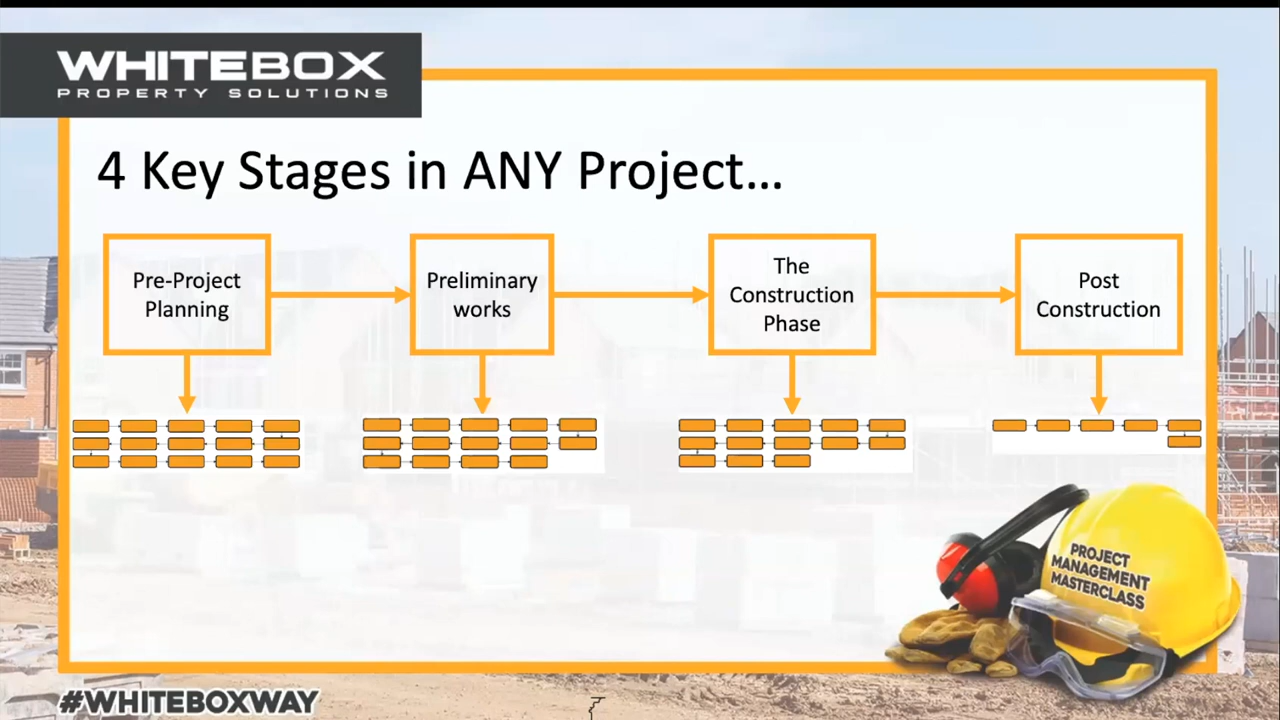 WHITEBOX
PROPERTY SOLUTIONS
4 Key Stages in ANY Project...
Pre-Project
Planning
Preliminary
works
The
Construction
Phase
Post
Construction
PROJECT
MANAGEMENT
MASTERCLASS
#WHITEBOXWAY